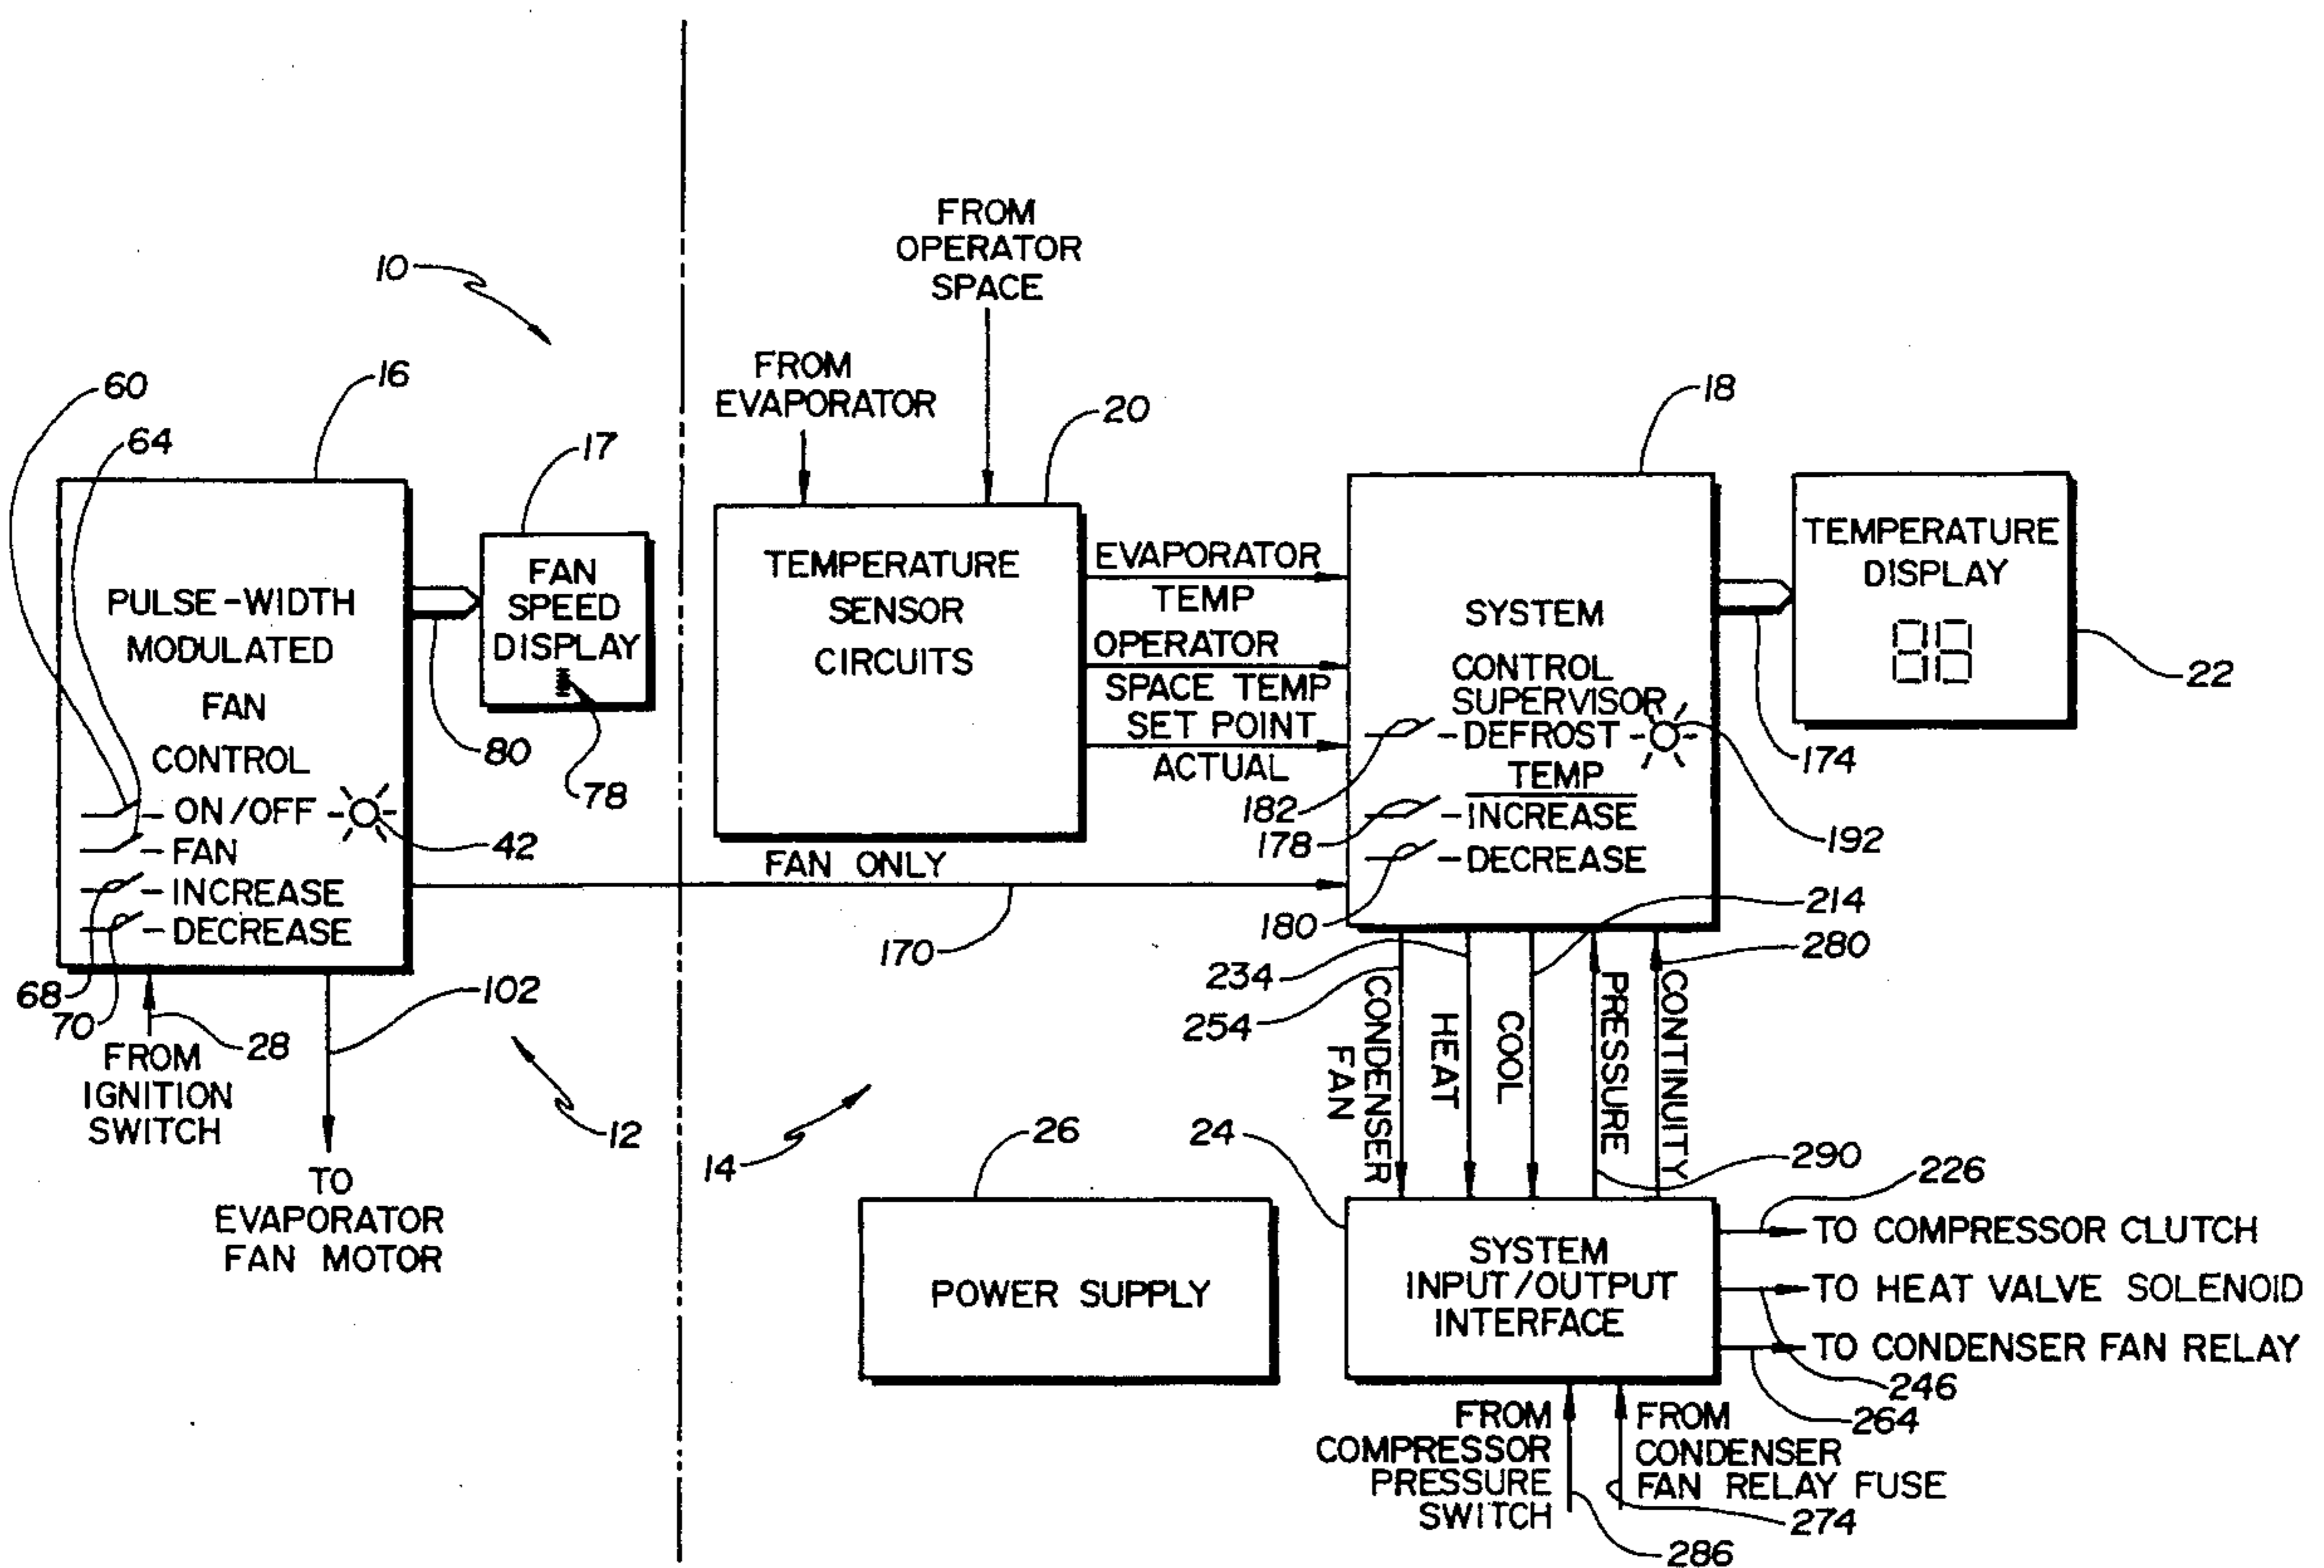 10
60
64
16
17
PULSE-WIDTH
MODULATED
FAN
CONTROL
ON/OFF
FAN
INCREASE
DECREASE
42
FAN
SPEED
DISPLAY
80
78
68
70
28
102
FROM
IGNITION
SWITCH
TO
EVAPORATOR
FAN MOTOR
12
FROM
OPERATOR
SPACE
FROM
EVAPORATOR
20
TEMPERATURE
SENSOR
CIRCUITS
EVAPORATOR
TEMP
OPERATOR
SPACE TEMP
SET POINT
ACTUAL
FAN ONLY
170
18
SYSTEM
CONTROL
SUPERVISOR
DEFROST
TEMP
INCREASE
DECREASE
182
178
180
192
TEMPERATURE
DISPLAY
22
174
214
234
254
280
CONDENSER
FAN
HEAT
COOL
PRESSURE
CONTINUITY
14
26
POWER SUPPLY
24
290
226
SYSTEM
INPUT/OUTPUT
INTERFACE
TO COMPRESSOR CLUTCH
TO HEAT VALVE SOLENOID
TO CONDENSER FAN RELAY
246
264
FROM
COMPRESSOR
PRESSURE
SWITCH
FROM
CONDENSER
FAN RELAY FUSE
274
286